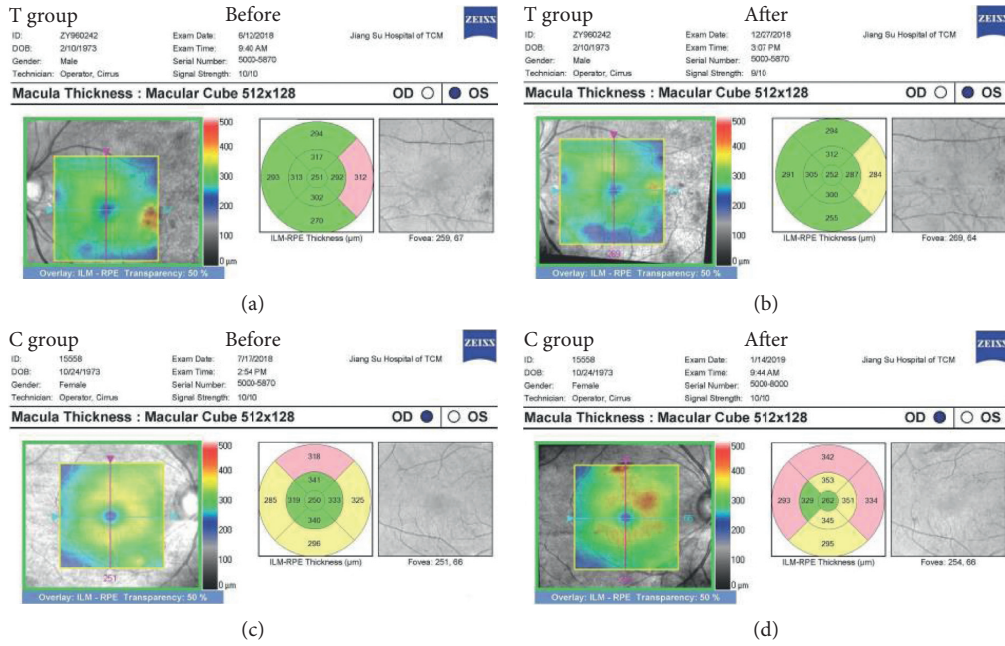 T group Before
ZEISS
ID: ZY960242 Exam Date: 6/12/2018 Jiang Su Hospital of TCM
DOB: 2/10/1973 Exam Time: 9:40 AM
Gender: Male Serial Number: 5000-5870
Technician: Operator, Cirrus Signal Strength: 10/10
Macula Thickness : Macular Cube 512x128 OD OS
500
400
300
200
100
0 µm
294
317
293 313 251 292 312
302
270
ILM-RPE Thickness (µm) Fovea: 259, 67
Overlay: ILM - RPE Transparency: 50 %
(a)
T group After
ZEISS
ID: ZY960242 Exam Date: 12/27/2018 Jiang Su Hospital of TCM
DOB: 2/10/1973 Exam Time: 3:07 PM
Gender: Male Serial Number: 5000-5870
Technician: Operator, Cirrus Signal Strength: 9/10
Macula Thickness : Macular Cube 512x128 OD OS
500
400
300
200
100
0 µm
294
312
291 305 252 287 284
300
255
ILM-RPE Thickness (µm) Fovea: 269, 64
Overlay: ILM - RPE Transparency: 50 %
(b)
C group Before
ZEISS
ID: 15558 Exam Date: 7/17/2018 Jiang Su Hospital of TCM
DOB: 10/24/1973 Exam Time: 2:54 PM
Gender: Female Serial Number: 5000-5870
Technician: Operator, Cirrus Signal Strength: 10/10
Macula Thickness : Macular Cube 512x128 OD OS
500
400
300
200
100
0 µm
318
341
285 319 250 333 325
340
296
251
ILM-RPE Thickness (µm) Fovea: 251, 66
Overlay: ILM - RPE Transparency: 50 %
(c)
C group After
ZEISS
ID: 15558 Exam Date: 1/14/2019 Jiang Su Hospital of TCM
DOB: 10/24/1973 Exam Time: 9:44 AM
Gender: Female Serial Number: 5000-8000
Technician: Operator, Cirrus Signal Strength: 10/10
Macula Thickness : Macular Cube 512x128 OD OS
500
400
300
200
100
0 µm
342
353
293 329 262 351 334
345
295
ILM-RPE Thickness (µm) Fovea: 254, 66
Overlay: ILM - RPE Transparency: 50 %
(d)